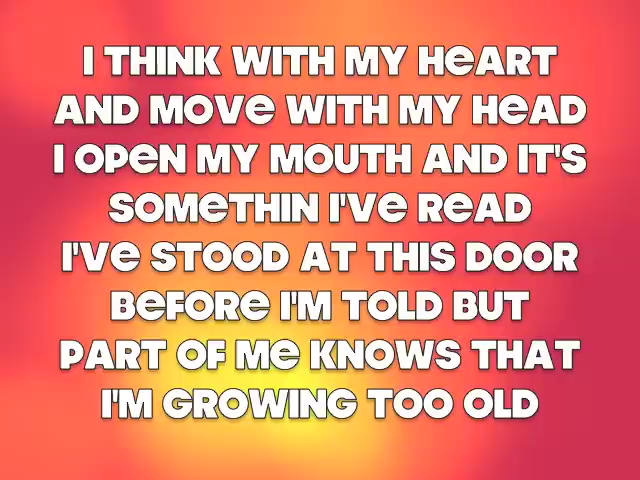 I THINK WITH MY HeART
AND MOVe WITH MY HeAD
I OPeN MY MOUTH AND IT'S
SOMeTHIN I'Ve ReAD
I'Ve STOOD AT THIS DOOR
BeFORe I'M TOLD BUT
PART OF Me KNOWS THAT
I'M GROWING TOO OLD